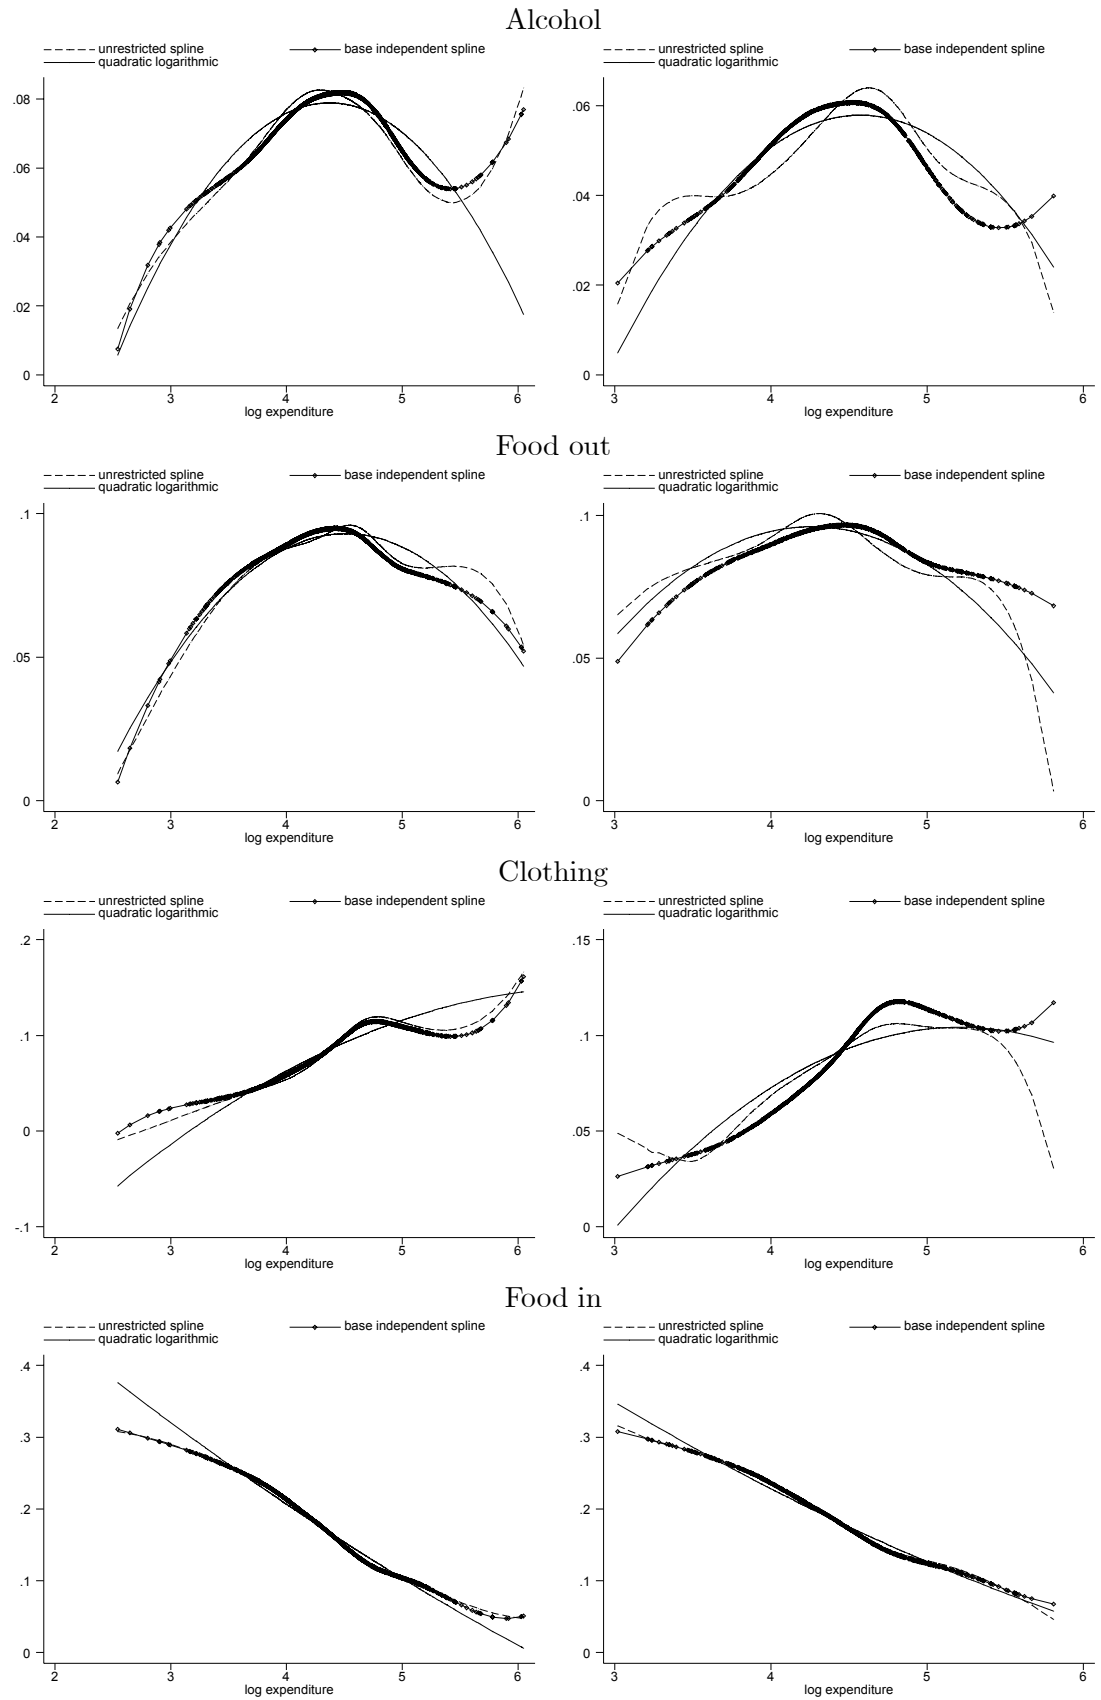 Alcohol
unrestricted spline base independent spline unrestricted spline base independent spline
quadratic logarithmic quadratic logarithmic
.08
.06
.04
.02
0
2 3 4 5 6
log expenditure
.06
.04
.02
0
3 4 5 6
log expenditure
Food out
unrestricted spline base independent spline unrestricted spline base independent spline
quadratic logarithmic quadratic logarithmic
.1
.05
0
2 3 4 5 6
log expenditure
.1
.05
0
3 4 5 6
log expenditure
Clothing
unrestricted spline base independent spline unrestricted spline base independent spline
quadratic logarithmic quadratic logarithmic
.2
.1
0
-.1
2 3 4 5 6
log expenditure
.15
.1
.05
0
3 4 5 6
log expenditure
Food in
unrestricted spline base independent spline unrestricted spline base independent spline
quadratic logarithmic quadratic logarithmic
.4
.3
.2
.1
0
2 3 4 5 6
log expenditure
.4
.3
.2
.1
0
3 4 5 6
log expenditure